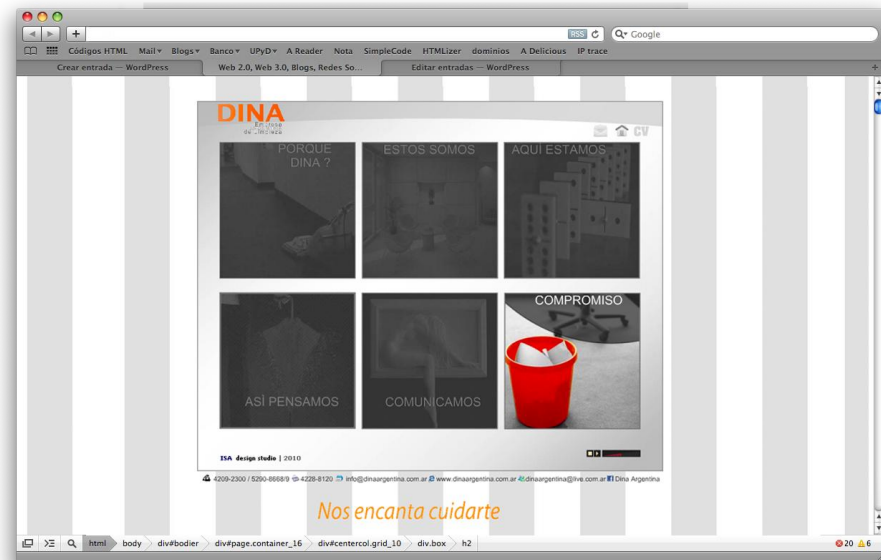 RSS
Google
Códigos HTML Mail Blogs Banco UPyD A Reader Nota SimpleCode HTMLizer dominios A Delicious IP trace
Crear entrada — WordPress Web 2.0, Web 3.0, Blogs, Redes So... Editar entradas — WordPress
DINA
CV
PORQUE
DINA ?
ESTOS SOMOS
AQUÍ ESTAMOS
COMPROMISO
ASÍ PENSAMOS
COMUNICAMOS
ISA design studio | 2010
4209-2300 / 5290-8668/9 4228-8120 info@dinaargentina.com.ar www.dinaargentina.com.ar dinaargentina@live.com.ar Dina Argentina
Nos encanta cuidarte
html body div#bodier div#page.container_16 div#centercol.grid_10 div.box h2 20 6